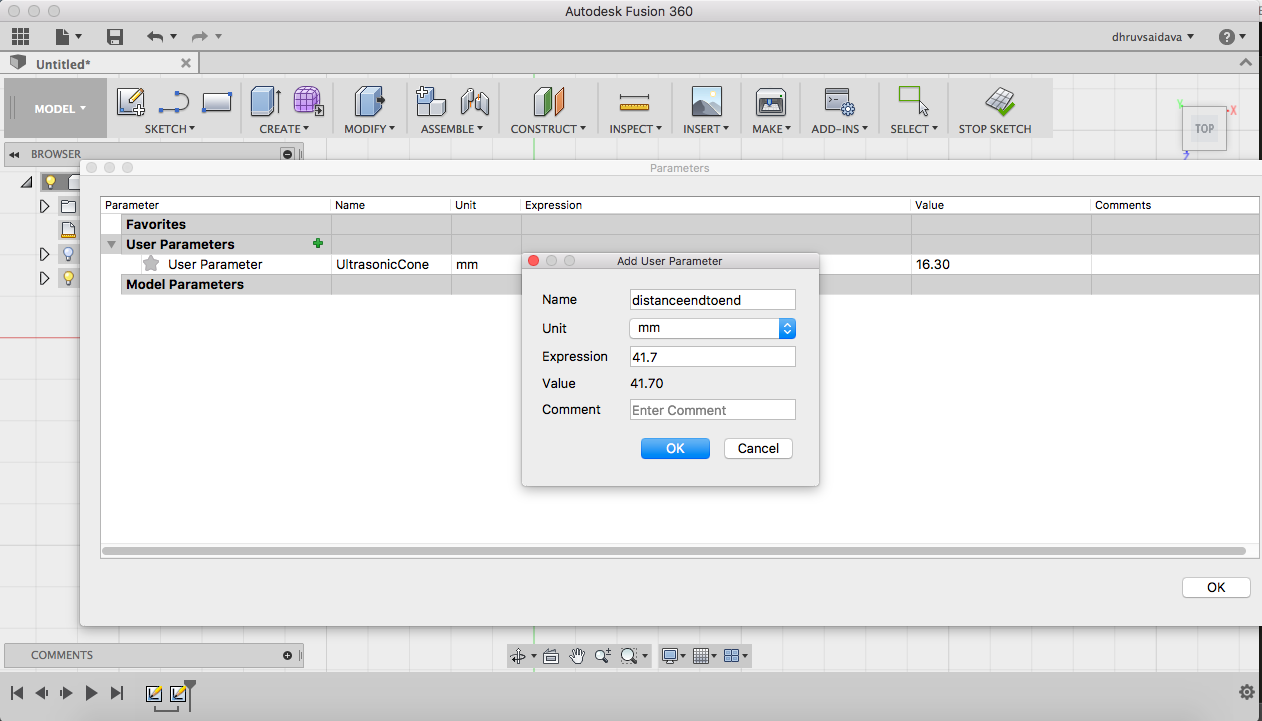 Autodesk Fusion 360
dhruvsaidava
Untitled*
MODEL
SKETCH
CREATE
MODIFY
ASSEMBLE
CONSTRUCT
INSPECT
INSERT
MAKE
ADD-INS
SELECT
STOP SKETCH
Y
X
TOP
Z
BROWSER
Parameters
Parameter Name Unit Expression Value Comments
Favorites
User Parameters
User Parameter UltrasonicCone mm 16.30
Model Parameters
Add User Parameter
Name distanceendtoend
Unit mm
Expression 41.7
Value 41.70
Comment Enter Comment
OK Cancel
OK
COMMENTS